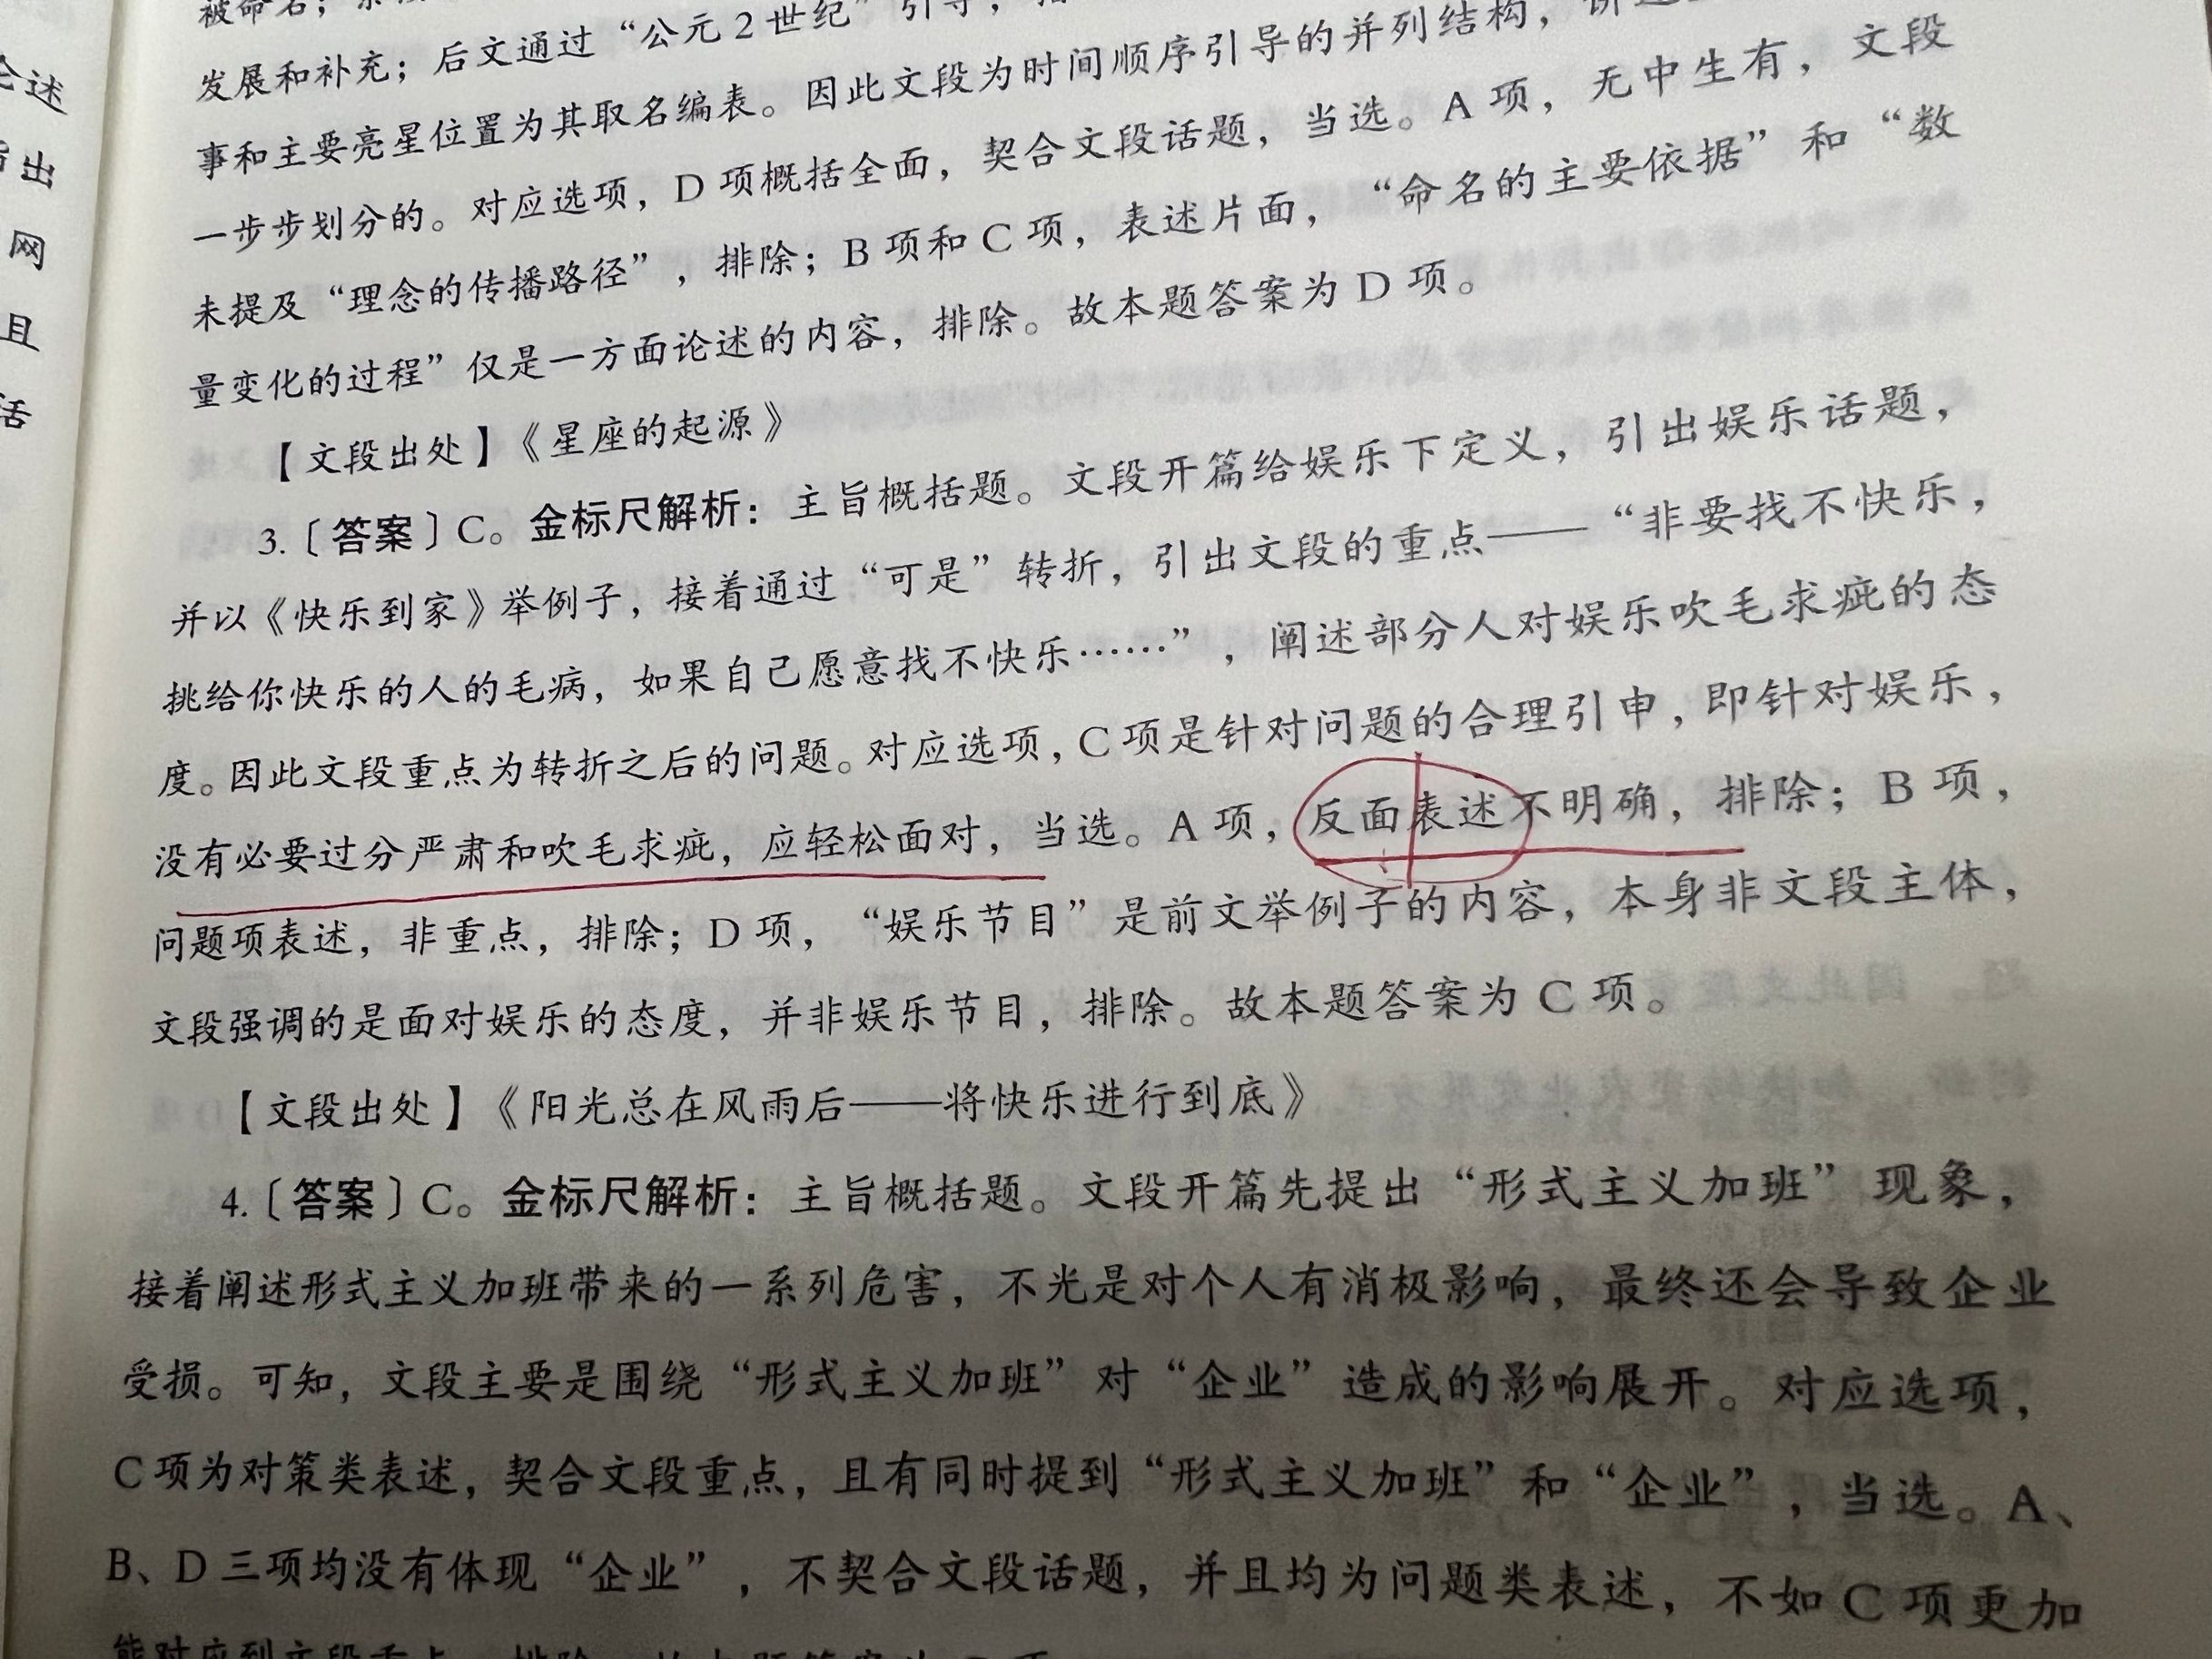 论述
指出
网
且
活
被命名；
发展和补充；后文通过“公元2世纪”引导，
事和主要亮星位置为其取名编表。因此文段为时间顺序引导的并列结构，
一步步划分的。对应选项，D项概括全面，契合文段话题，当选。A项，无中生有，文段
未提及“理念的传播路径”，排除；B项和C项，表述片面，“命名的主要依据”和“数
量变化的过程”仅是一方面论述的内容，排除。故本题答案为D项。
【文段出处】《星座的起源》
3.〔答案〕C。金标尺解析：主旨概括题。文段开篇给娱乐下定义，引出娱乐话题，
并以《快乐到家》举例子，接着通过“可是”转折，引出文段的重点——“非要找不快乐，
挑给你快乐的人的毛病，如果自己愿意找不快乐……”，阐述部分人对娱乐吹毛求疵的态
度。因此文段重点为转折之后的问题。对应选项，C项是针对问题的合理引申，即针对娱乐，
没有必要过分严肃和吹毛求疵，应轻松面对，当选。A项，反面表述不明确，排除；B项，
问题项表述，非重点，排除；D项，“娱乐节目”是前文举例子的内容，本身非文段主体，
文段强调的是面对娱乐的态度，并非娱乐节目，排除。故本题答案为C项。
【文段出处】《阳光总在风雨后——将快乐进行到底》
4.〔答案〕C。金标尺解析：主旨概括题。文段开篇先提出“形式主义加班”现象，
接着阐述形式主义加班带来的一系列危害，不光是对个人有消极影响，最终还会导致企业
受损。可知，文段主要是围绕“形式主义加班”对“企业”造成的影响展开。对应选项，
C项为对策类表述，契合文段重点，且有同时提到“形式主义加班”和“企业”，当选。A、
B、D三项均没有体现“企业”，不契合文段话题，并且均为问题类表述，不如C项更加
能对应到文段重点，排除。故本题答案为C项。